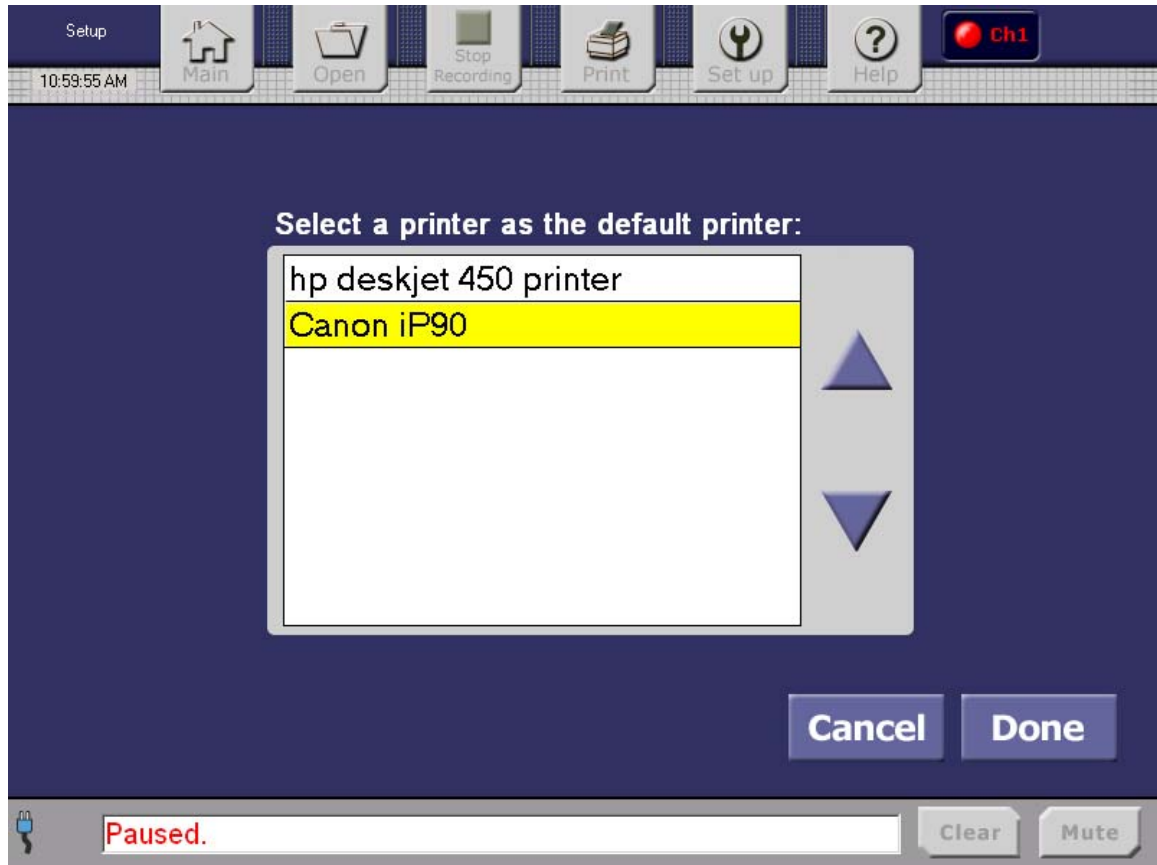 Setup
10:59:55 AM
Main
Open
Stop
Recording
Print
Set up
?
Help
Ch1
Select a printer as the default printer:
hp deskjet 450 printer
Canon iP90
Cancel
Done
Paused.
Clear
Mute